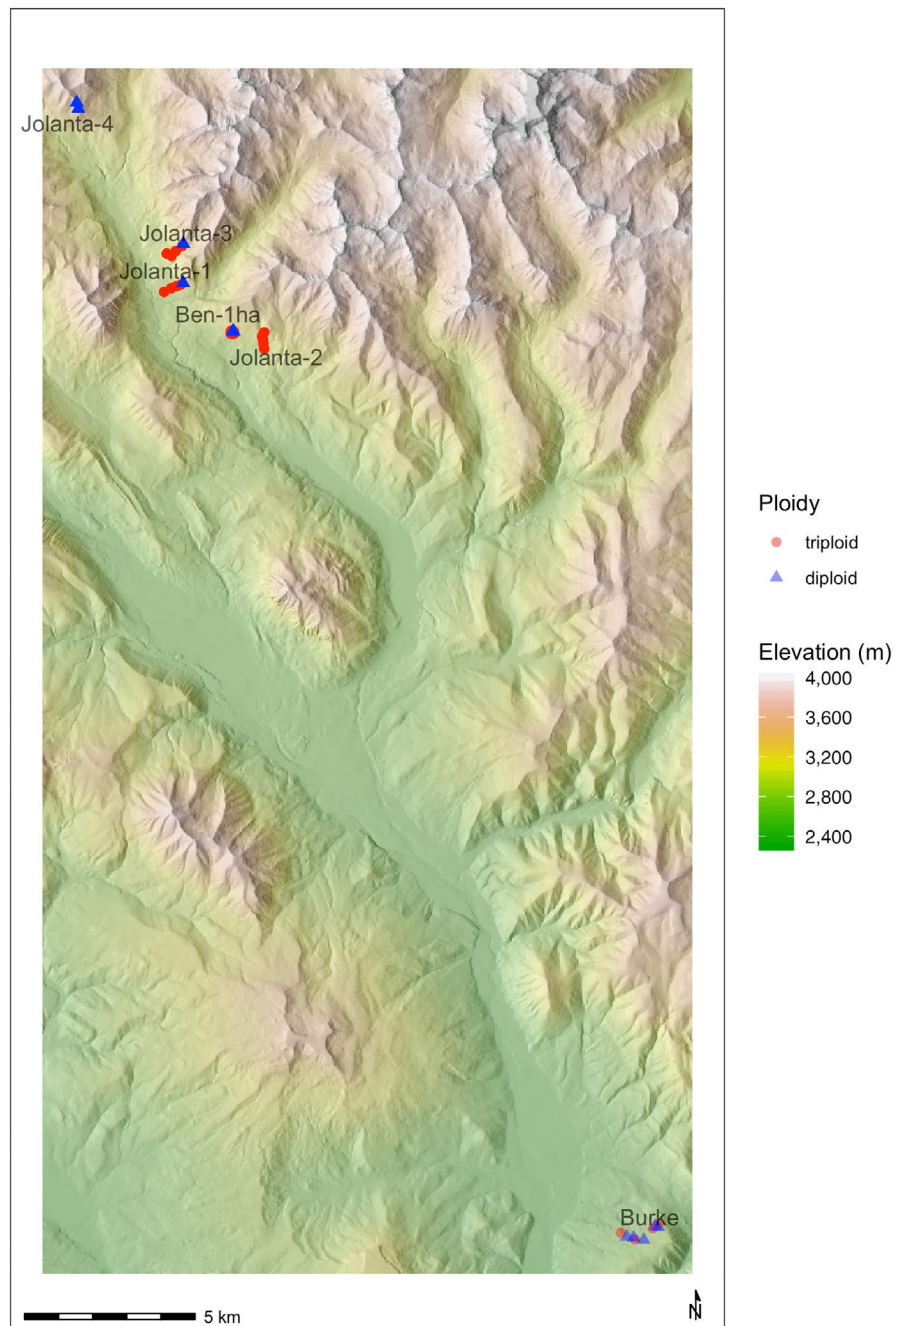 Jolanta-4
Jolanta-3
Jolanta-1
Ben-1ha
Jolanta-2
Ploidy
triploid
diploid
Elevation (m)
4,000
3,600
3,200
2,800
2,400
Burke
5 km
N